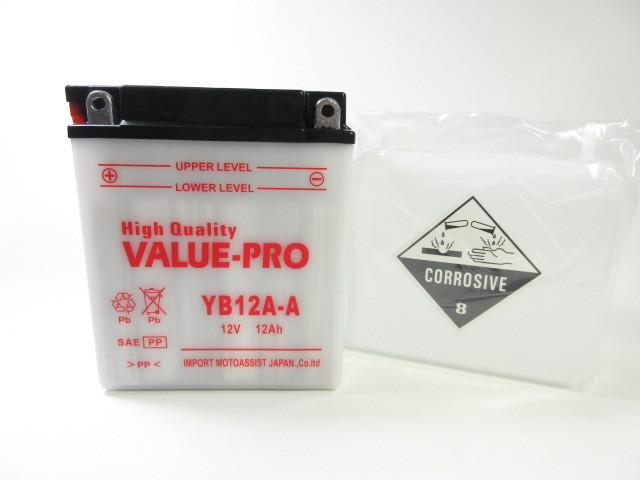 UPPER LEVEL
LOWER LEVEL
High Quality
VALUE-PRO
YB12A-A
12V 12Ah
Pb Pb
SAE PP
>PP<
IMPORT MOTOASSIST JAPAN.,Co.ltd
CORROSIVE
8